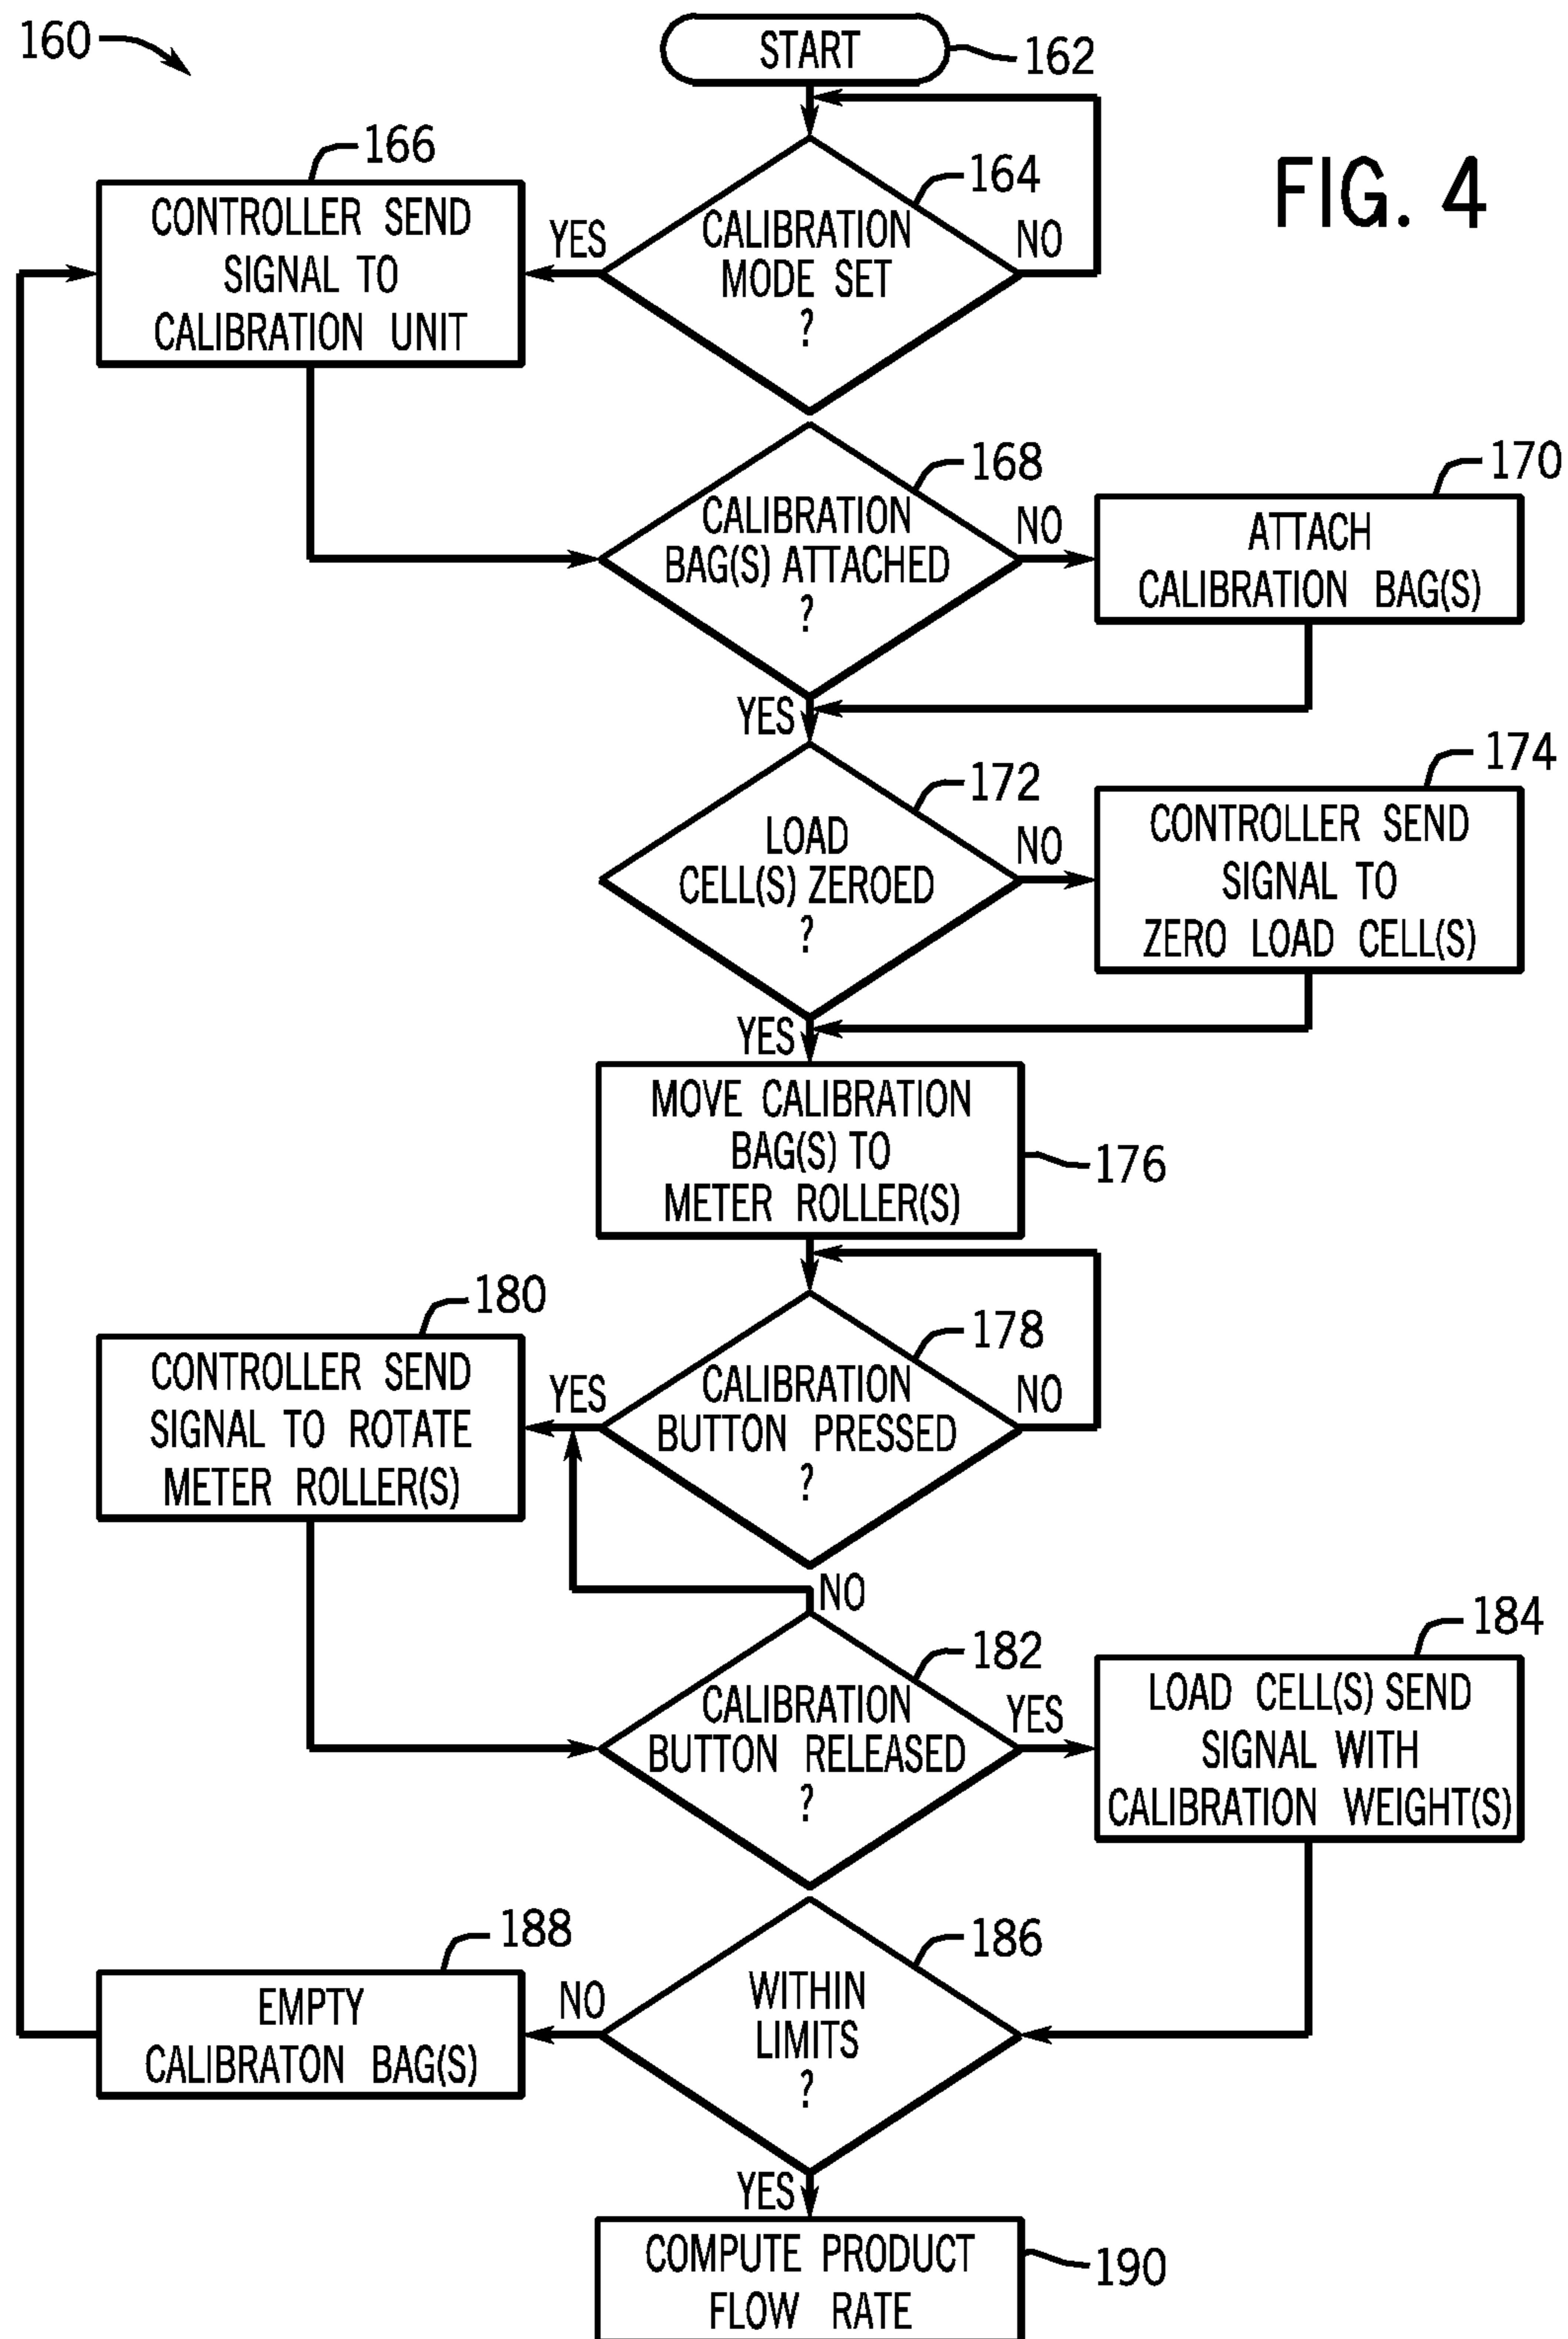 160
START
162
FIG. 4
166
CONTROLLER SEND
SIGNAL TO
CALIBRATION UNIT
YES
164
CALIBRATION
MODE SET
?
NO
168
CALIBRATION
BAG(S) ATTACHED
?
NO
170
ATTACH
CALIBRATION BAG(S)
YES
172
LOAD
CELL(S) ZEROED
?
NO
174
CONTROLLER SEND
SIGNAL TO
ZERO LOAD CELL(S)
YES
MOVE CALIBRATION
BAG(S) TO
METER ROLLER(S)
176
180
CONTROLLER SEND
SIGNAL TO ROTATE
METER ROLLER(S)
YES
178
CALIBRATION
BUTTON PRESSED
?
NO
NO
182
CALIBRATION
BUTTON RELEASED
?
YES
184
LOAD CELL(S) SEND
SIGNAL WITH
CALIBRATION WEIGHT(S)
188
EMPTY
CALIBRATON BAG(S)
NO
186
WITHIN
LIMITS
?
YES
COMPUTE PRODUCT
FLOW RATE
190